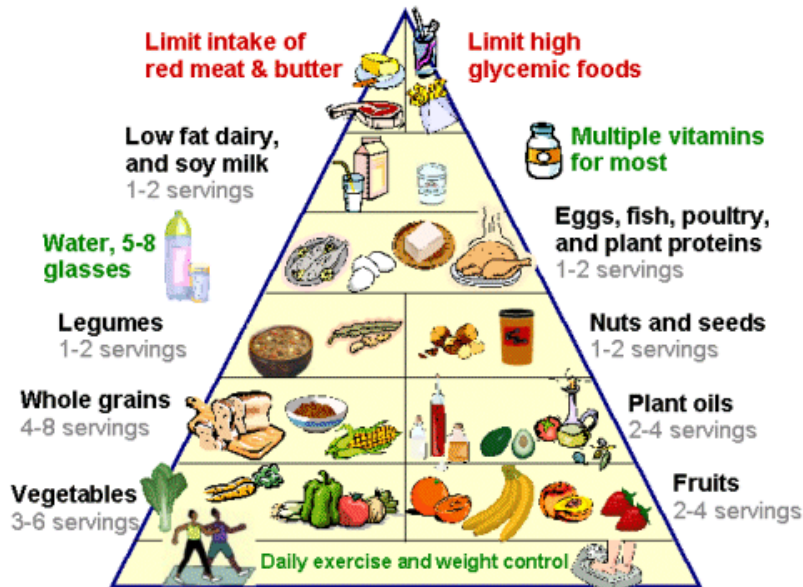 Limit intake of
red meat & butter
Limit high
glycemic foods
Low fat dairy,
and soy milk
1-2 servings
Multiple vitamins
for most
Water, 5-8
glasses
Eggs, fish, poultry,
and plant proteins
1-2 servings
Legumes
1-2 servings
Nuts and seeds
1-2 servings
Whole grains
4-8 servings
Plant oils
2-4 servings
Vegetables
3-6 servings
Fruits
2-4 servings
Daily exercise and weight control